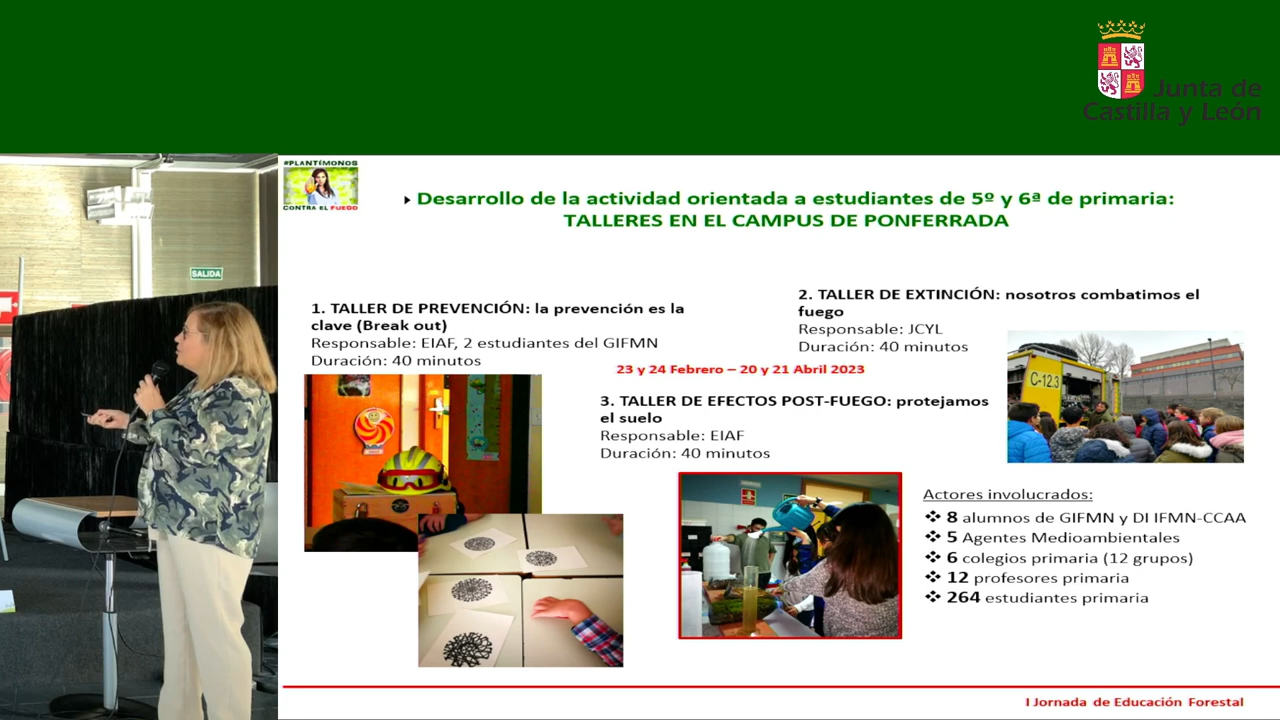 Junta de
Castilla y León
#PLANTÍMONOS
CONTRA EL FUEGO
Desarrollo de la actividad orientada a estudiantes de 5º y 6ª de primaria:
TALLERES EN EL CAMPUS DE PONFERRADA
SALIDA
1. TALLER DE PREVENCIÓN: la prevención es la
clave (Break out)
Responsable: EIAF, 2 estudiantes del GIFMN
Duración: 40 minutos
2. TALLER DE EXTINCIÓN: nosotros combatimos el
fuego
Responsable: JCYL
Duración: 40 minutos
23 y 24 Febrero – 20 y 21 Abril 2023
C-12.3
3. TALLER DE EFECTOS POST-FUEGO: protejamos
el suelo
Responsable: EIAF
Duración: 40 minutos
Actores involucrados:
❖ 8 alumnos de GIFMN y DI IFMN-CCAA
❖ 5 Agentes Medioambientales
❖ 6 colegios primaria (12 grupos)
❖ 12 profesores primaria
❖ 264 estudiantes primaria
I Jornada de Educación Forestal